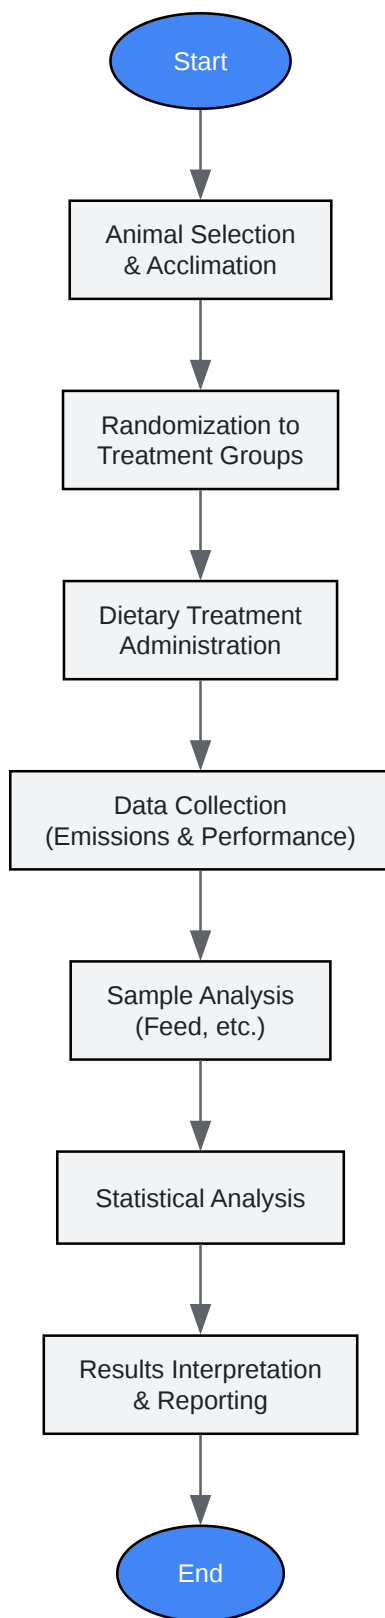 Start
Animal Selection
& Acclimation
Randomization to
Treatment Groups
Dietary Treatment
Administration
Data Collection
(Emissions & Performance)
Sample Analysis
(Feed, etc.)
Statistical Analysis
Results Interpretation
& Reporting
End